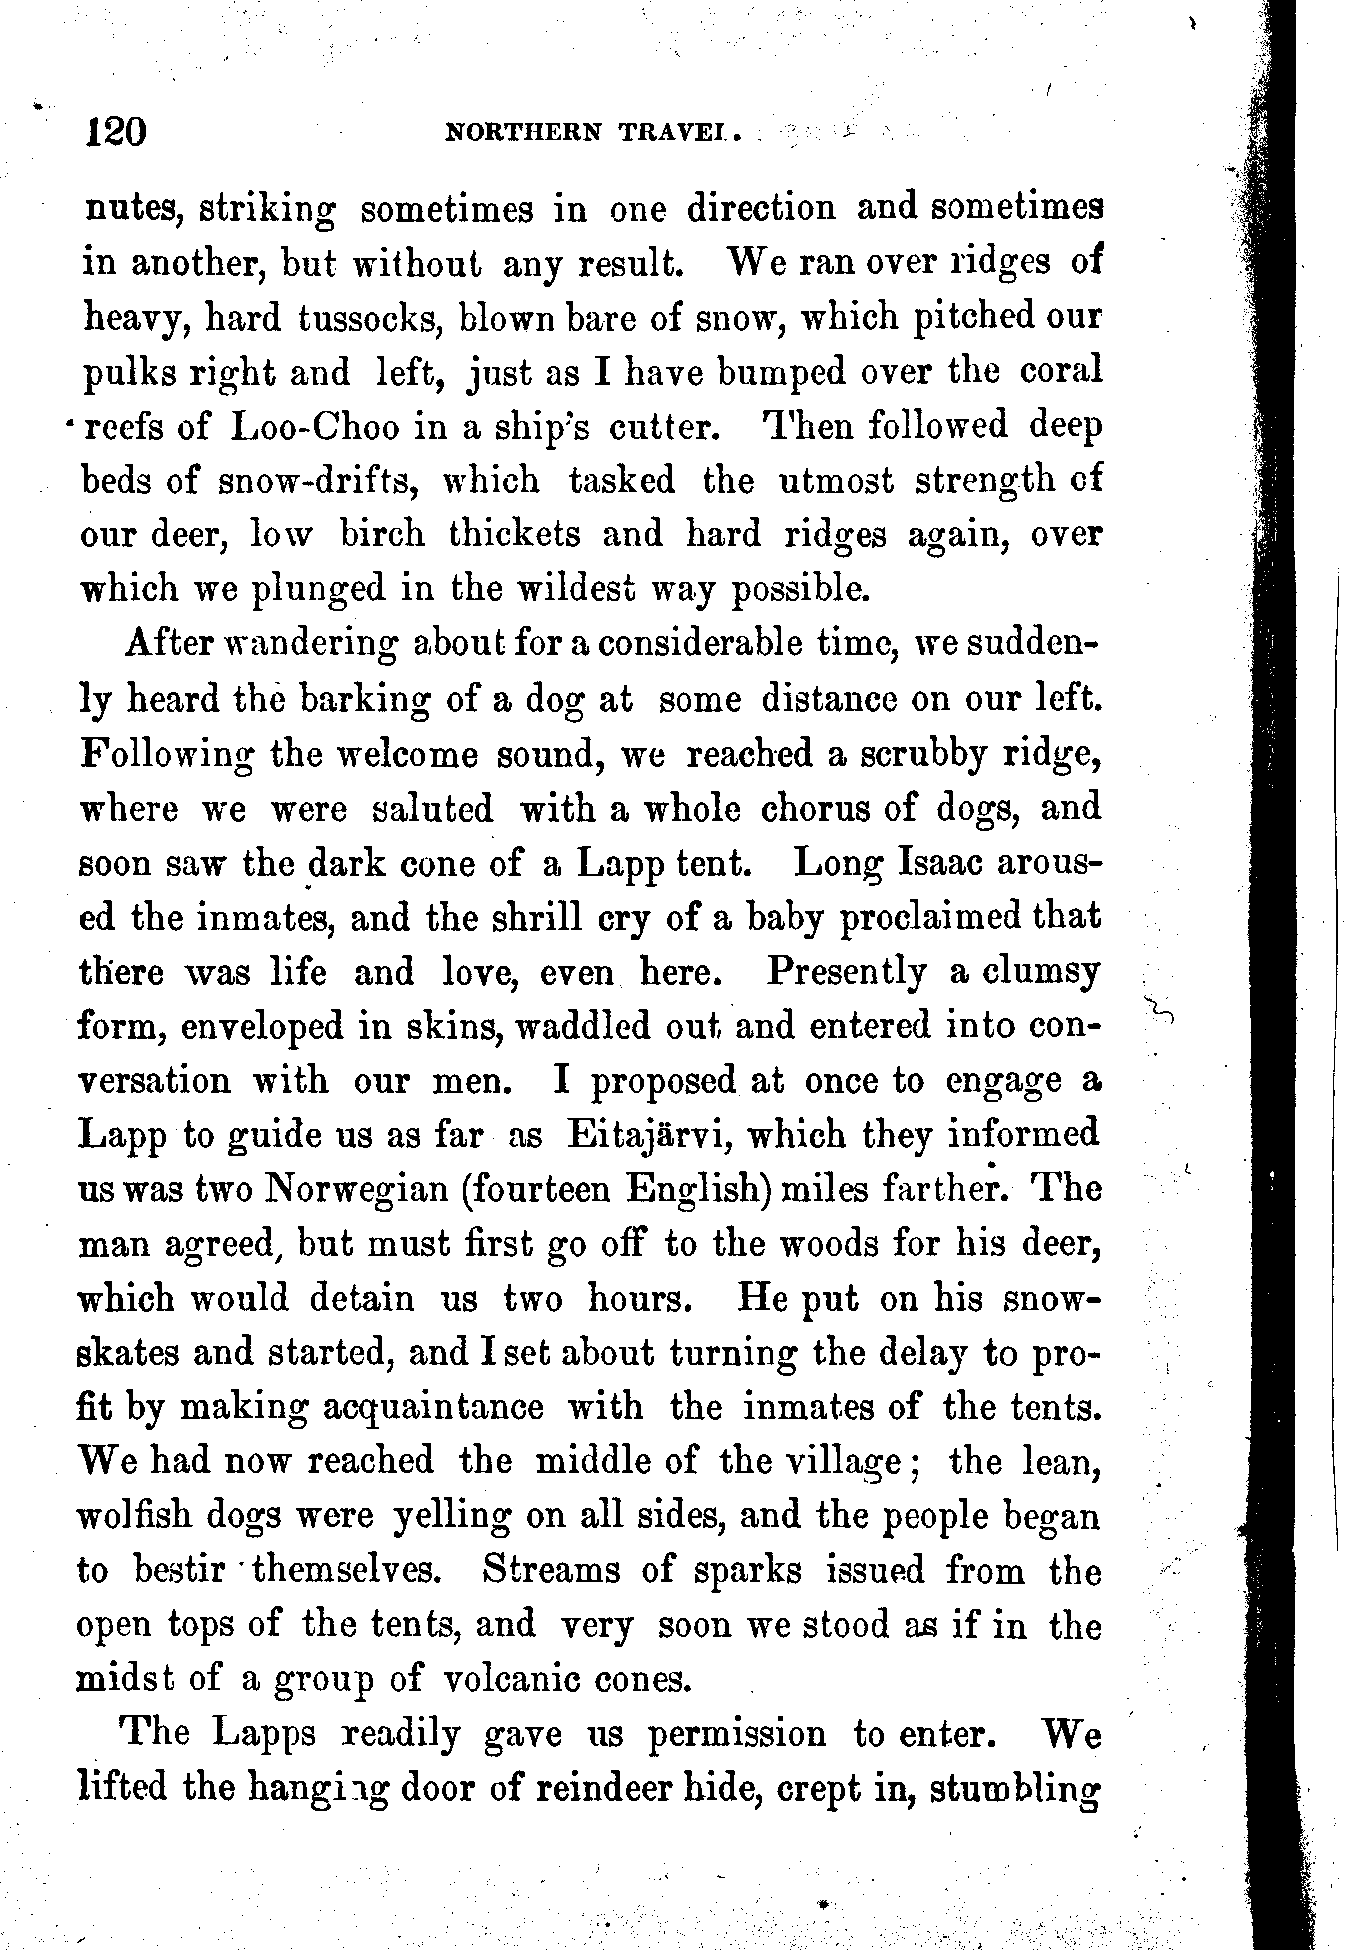 120 NORTHERN TRAVEL.
nutes, striking sometimes in one direction and sometimes
in another, but without any result. We ran over ridges of
heavy, hard tussocks, blown bare of snow, which pitched our
pulks right and left, just as I have bumped over the coral
reefs of Loo-Choo in a ship's cutter. Then followed deep
beds of snow-drifts, which tasked the utmost strength of
our deer, low birch thickets and hard ridges again, over
which we plunged in the wildest way possible.
After wandering about for a considerable time, we sudden-
ly heard the barking of a dog at some distance on our left.
Following the welcome sound, we reached a scrubby ridge,
where we were saluted with a whole chorus of dogs, and
soon saw the dark cone of a Lapp tent. Long Isaac arous-
ed the inmates, and the shrill cry of a baby proclaimed that
there was life and love, even here. Presently a clumsy
form, enveloped in skins, waddled out and entered into con-
versation with our men. I proposed at once to engage a
Lapp to guide us as far as Eitajärvi, which they informed
us was two Norwegian (fourteen English) miles farther. The
man agreed, but must first go off to the woods for his deer,
which would detain us two hours. He put on his snow-
skates and started, and I set about turning the delay to pro-
fit by making acquaintance with the inmates of the tents.
We had now reached the middle of the village; the lean,
wolfish dogs were yelling on all sides, and the people began
to bestir themselves. Streams of sparks issued from the
open tops of the tents, and very soon we stood as if in the
midst of a group of volcanic cones.
The Lapps readily gave us permission to enter. We
lifted the hanging door of reindeer hide, crept in, stumbling